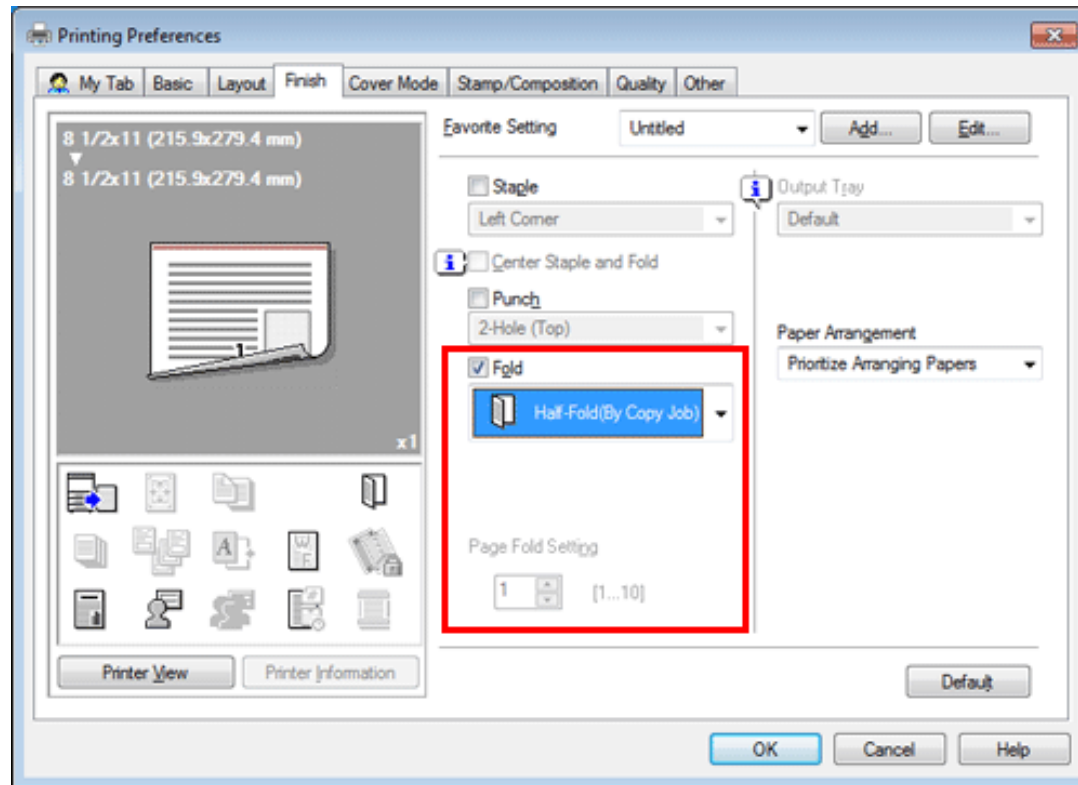 Printing Preferences
My Tab Basic Layout Finish Cover Mode Stamp/Composition Quality Other
8 1/2x11 (215.9x279.4 mm)
8 1/2x11 (215.9x279.4 mm)
1
x1
A
W
F
Printer View Printer Information
Favorite Setting Untitled Add... Edit...
Staple
Left Corner
Center Staple and Fold
Punch
2-Hole (Top)
Fold
Half-Fold(By Copy Job)
Page Fold Setting
1 [1...10]
Output Tray
Default
Paper Arrangement
Prioritize Arranging Papers
Default
OK Cancel Help